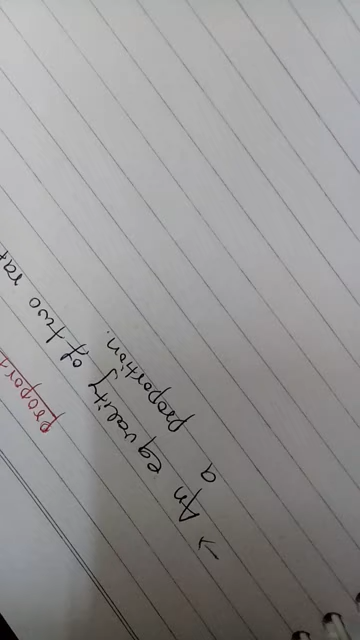 proport
→ An equality of two rat
a proportion.